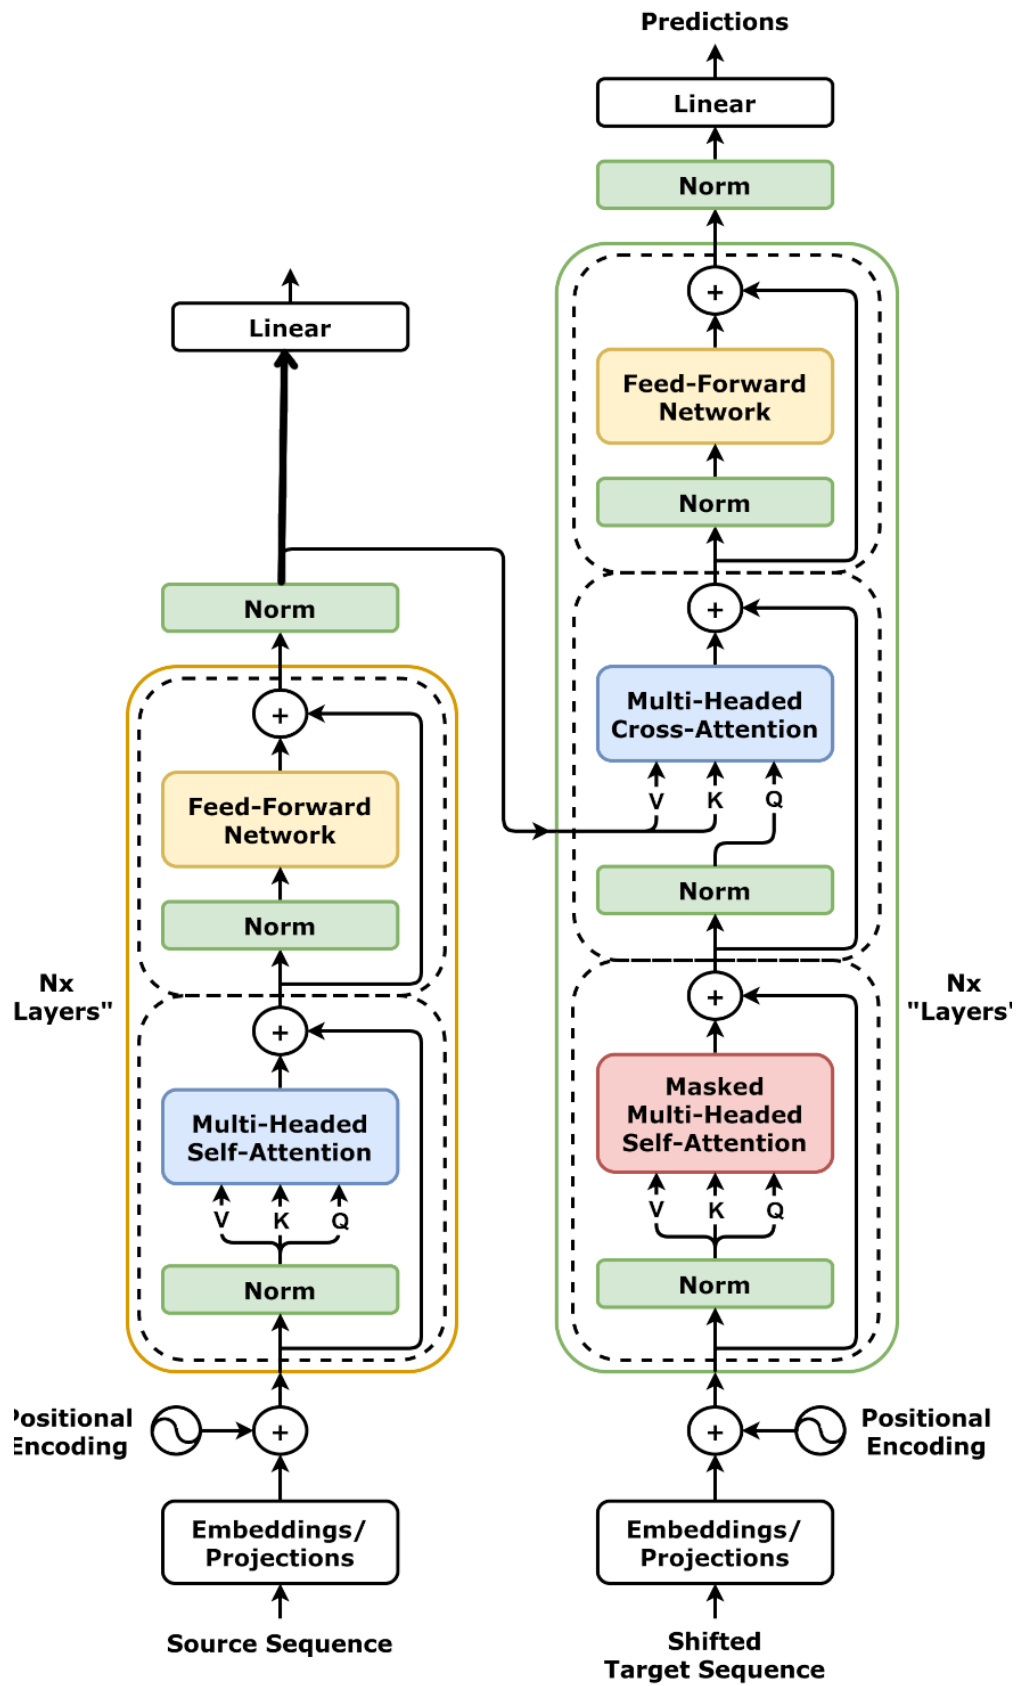 Predictions
Linear
Norm
+
Feed-Forward
Network
Norm
+
Multi-Headed
Cross-Attention
V K Q
Norm
+
Masked
Multi-Headed
Self-Attention
V K Q
Norm
Nx
"Layers"
+
Positional
Encoding
Embeddings/
Projections
Shifted
Target Sequence
Linear
Norm
+
Feed-Forward
Network
Norm
+
Multi-Headed
Self-Attention
V K Q
Norm
Nx
Layers"
+
Positional
Encoding
Embeddings/
Projections
Source Sequence